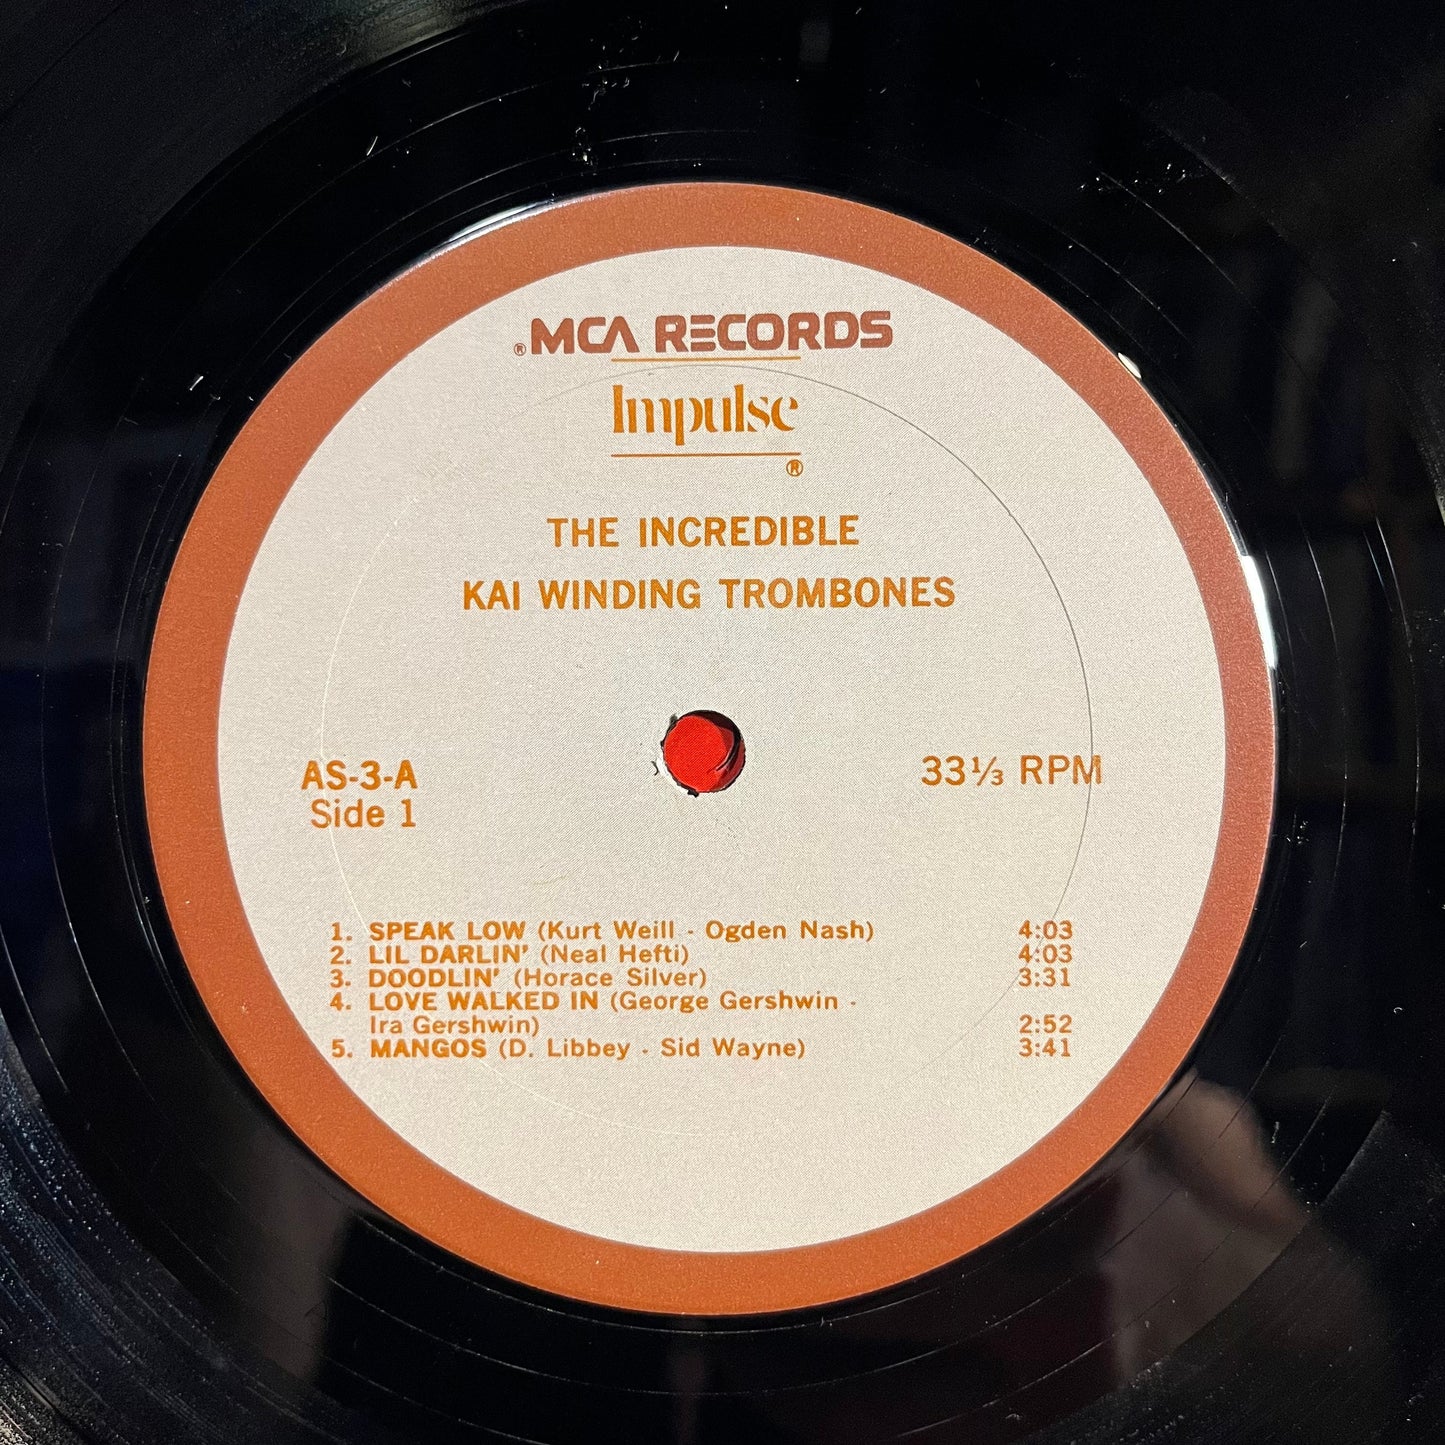 ® MCA RECORDS
Impulse
®
THE INCREDIBLE
KAI WINDING TROMBONES
AS-3-A
Side 1
33⅓ RPM
1. SPEAK LOW (Kurt Weill - Ogden Nash) 4:03
2. LIL DARLIN' (Neal Hefti) 4:03
3. DOODLIN' (Horace Silver) 3:31
4. LOVE WALKED IN (George Gershwin -
Ira Gershwin) 2:52
5. MANGOS (D. Libbey - Sid Wayne) 3:41